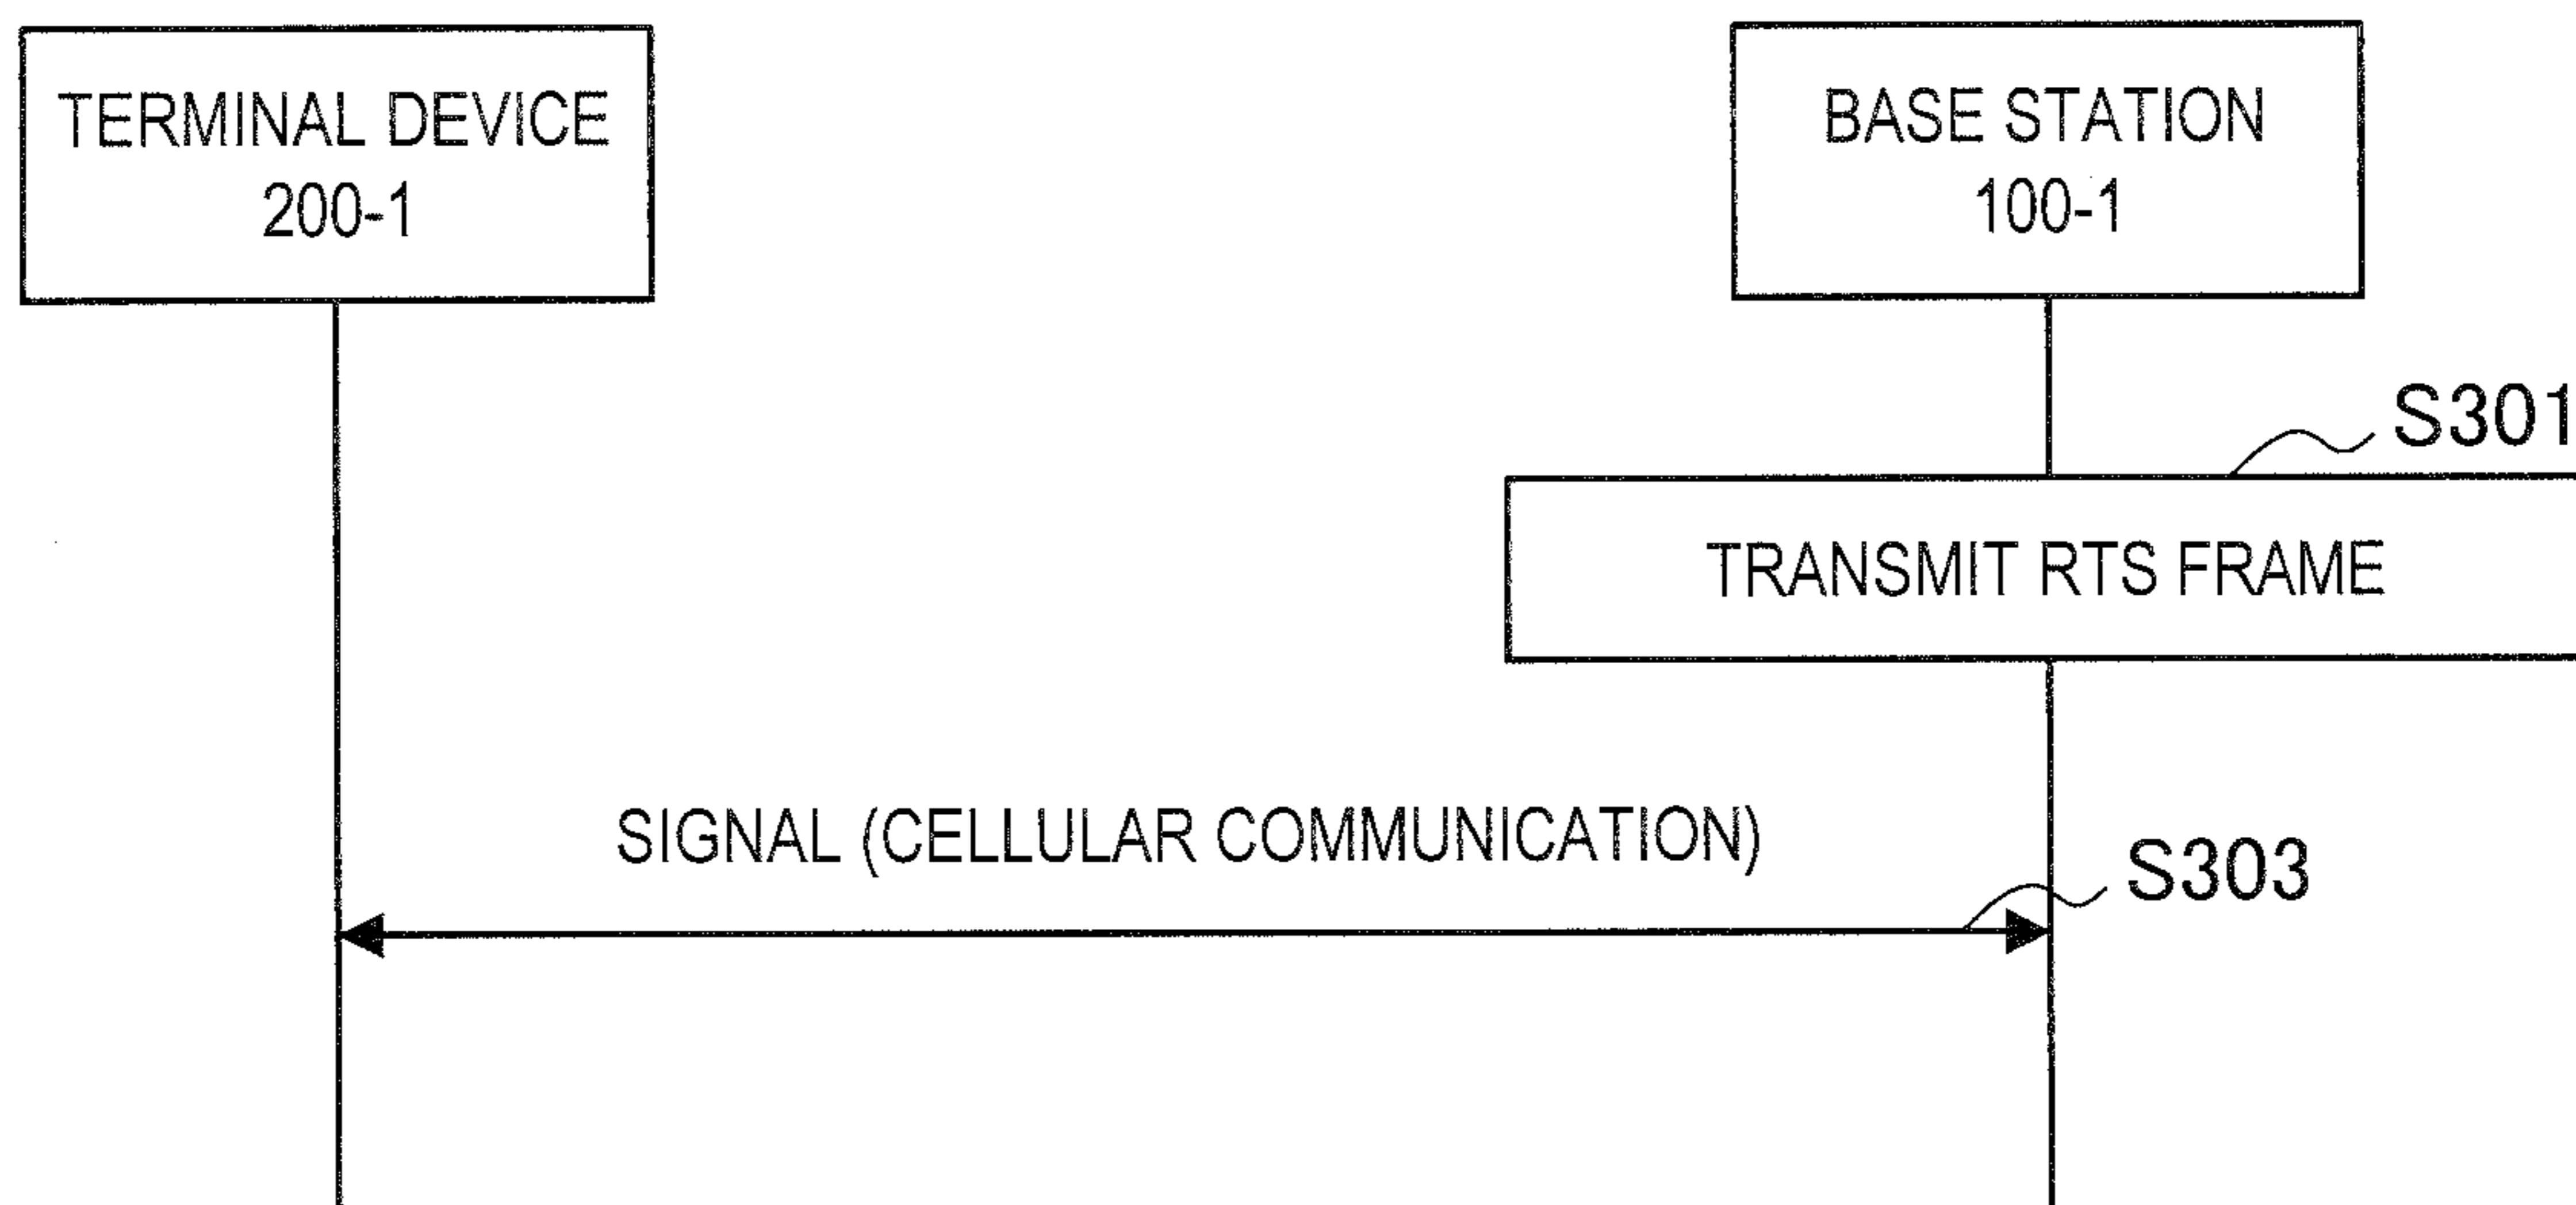 TERMINAL DEVICE
200-1
BASE STATION
100-1
S301
TRANSMIT RTS FRAME
SIGNAL (CELLULAR COMMUNICATION)
S303